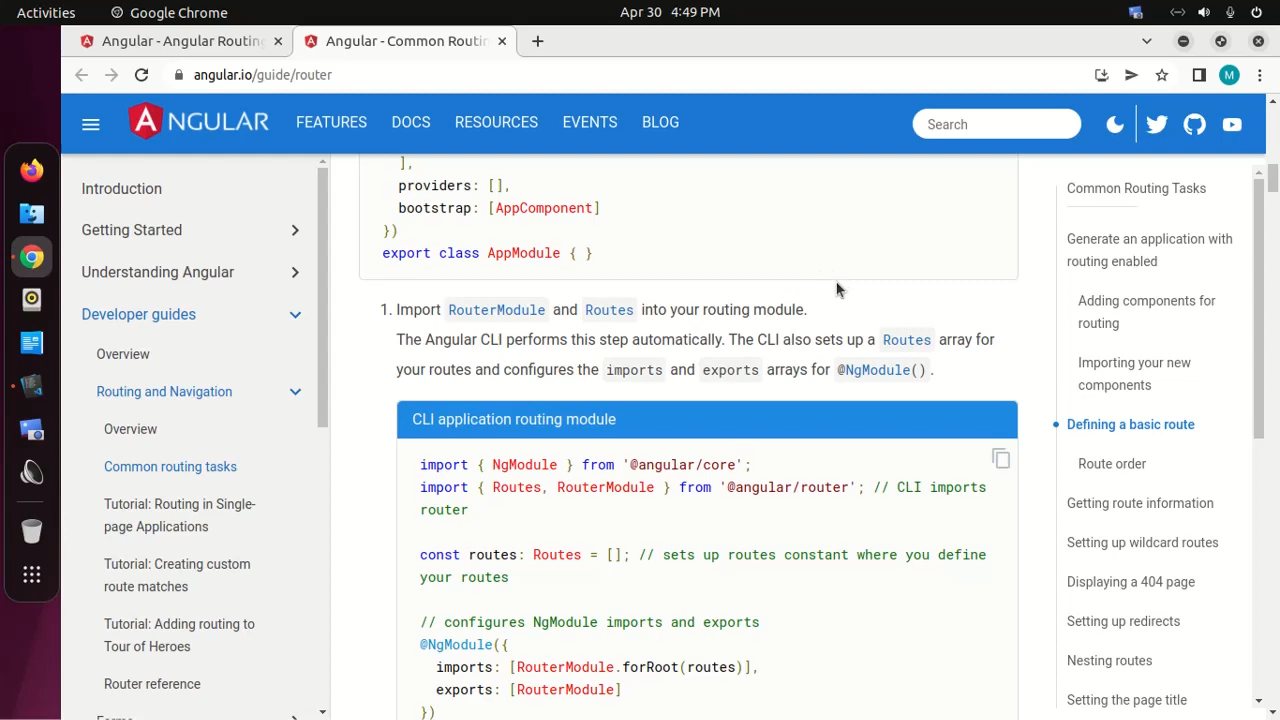 Activities
Google Chrome
Apr 30 4:49 PM
Angular - Angular Routing
Angular - Common Routin
angular.io/guide/router
M
ANGULAR
FEATURES
DOCS
RESOURCES
EVENTS
BLOG
Search
Introduction
Getting Started
Understanding Angular
Developer guides
Overview
Routing and Navigation
Overview
Common routing tasks
Tutorial: Routing in Single-
page Applications
Tutorial: Creating custom
route matches
Tutorial: Adding routing to
Tour of Heroes
Router reference
Forms
],
providers: [],
bootstrap: [AppComponent]
})
export class AppModule { }
1. Import RouterModule and Routes into your routing module.
The Angular CLI performs this step automatically. The CLI also sets up a Routes array for
your routes and configures the imports and exports arrays for @NgModule() .
CLI application routing module
import { NgModule } from '@angular/core';
import { Routes, RouterModule } from '@angular/router'; // CLI imports
router
const routes: Routes = []; // sets up routes constant where you define
your routes
// configures NgModule imports and exports
@NgModule({
imports: [RouterModule.forRoot(routes)],
exports: [RouterModule]
})
Common Routing Tasks
Generate an application with
routing enabled
Adding components for
routing
Importing your new
components
Defining a basic route
Route order
Getting route information
Setting up wildcard routes
Displaying a 404 page
Setting up redirects
Nesting routes
Setting the page title